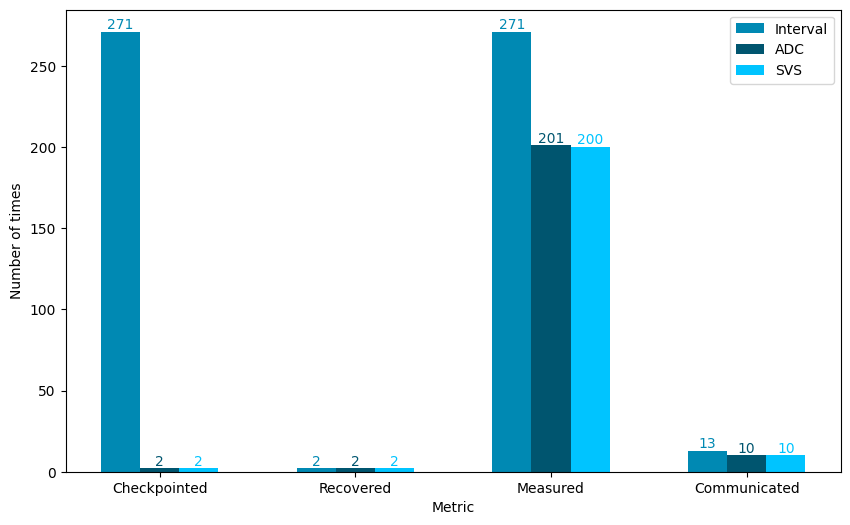 271
271
Interval
ADC
SVS
250
200
150
100
50
0
201
200
2
2
2
2
2
13
10
10
Number of times
Checkpointed
Recovered
Measured
Communicated
Metric